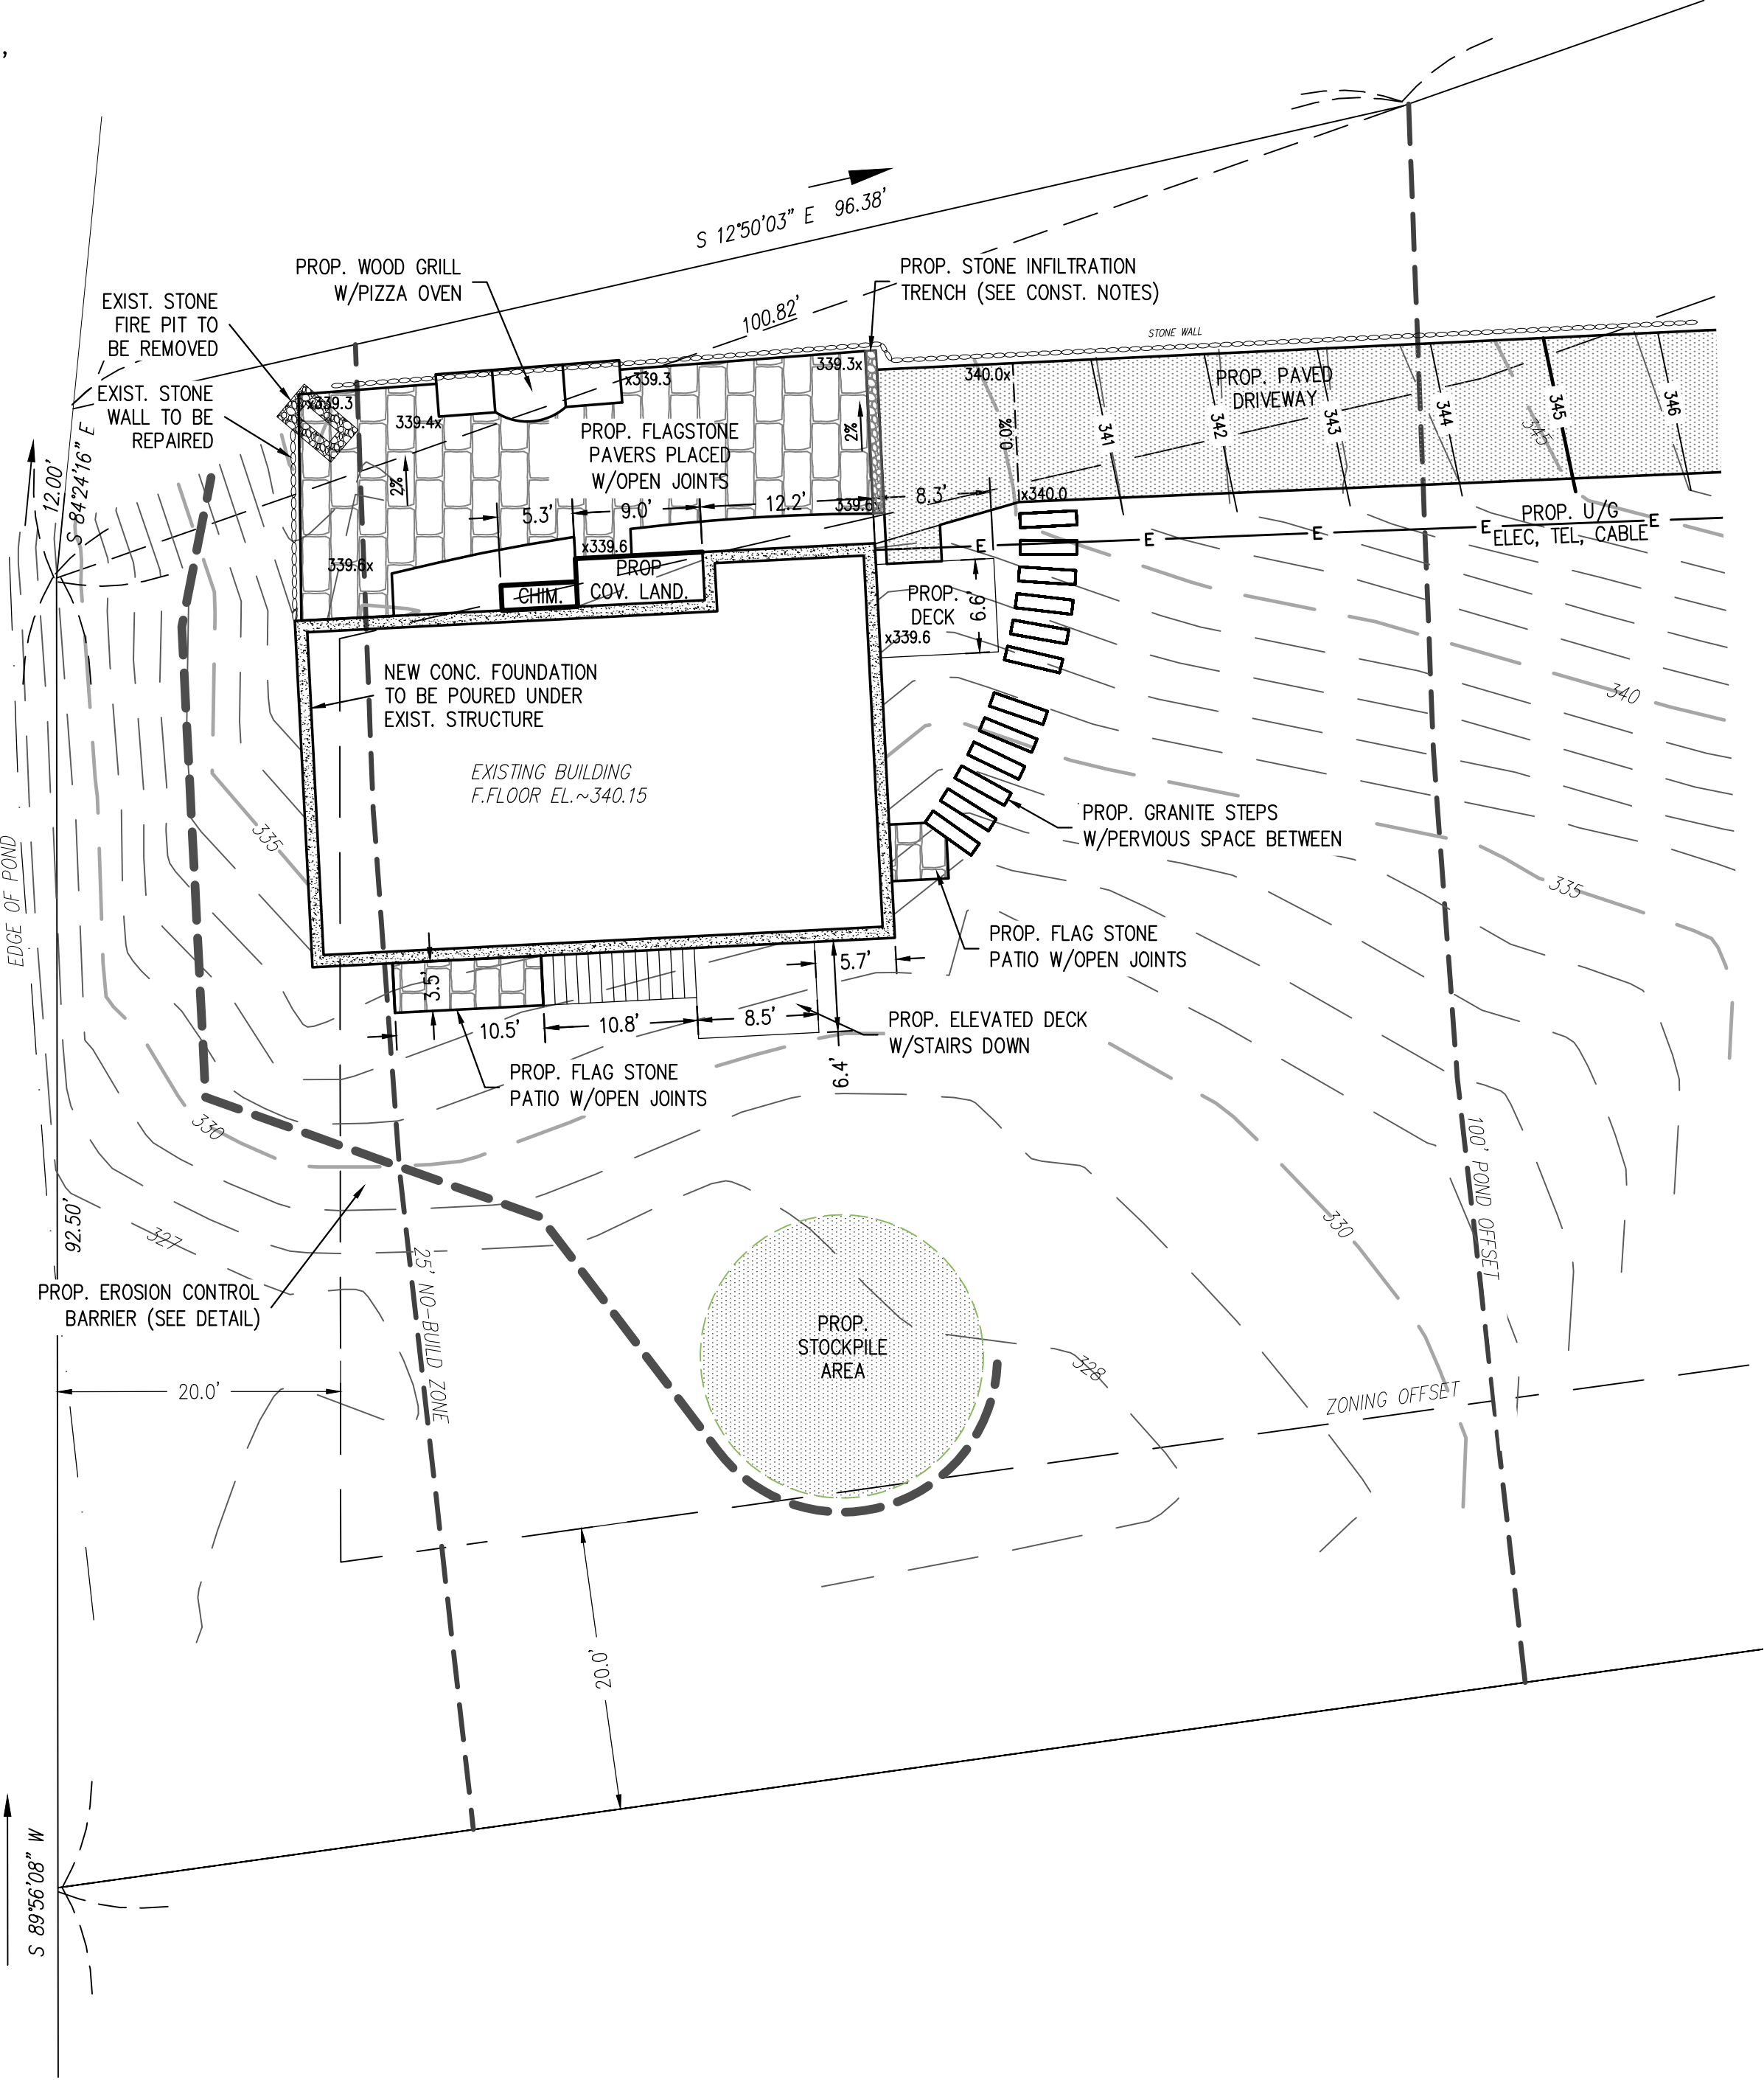 S 12°50'03" E 96.38'
PROP. WOOD GRILL
W/PIZZA OVEN
PROP. STONE INFILTRATION
TRENCH (SEE CONST. NOTES)
EXIST. STONE
FIRE PIT TO
BE REMOVED
100.82'
STONE WALL
EXIST. STONE
WALL TO BE
REPAIRED
x339.3
339.4x
x339.3
339.3x
340.0x
PROP. PAVED
DRIVEWAY
341
342
343
344
345
345
346
0.0%
2%
2%
PROP. FLAGSTONE
PAVERS PLACED
W/OPEN JOINTS
12.00'
S 84°24'16" E
5.3'
9.0'
12.2'
339.6
8.3'
x340.0
PROP. U/G
ELEC, TEL, CABLE
E
E
E
E
E
339.6x
x339.6
PROP
COV. LAND.
CHIM.
PROP.
DECK
6.6'
x339.6
NEW CONC. FOUNDATION
TO BE POURED UNDER
EXIST. STRUCTURE
340
EXISTING BUILDING
F.FLOOR EL.~340.15
335
PROP. GRANITE STEPS
W/PERVIOUS SPACE BETWEEN
EDGE OF POND
335
PROP. FLAG STONE
PATIO W/OPEN JOINTS
3.5'
5.7'
10.5'
10.8'
8.5'
PROP. ELEVATED DECK
W/STAIRS DOWN
6.4'
PROP. FLAG STONE
PATIO W/OPEN JOINTS
330
100' POND OFFSET
92.50'
327
330
PROP. EROSION CONTROL
BARRIER (SEE DETAIL)
25' NO-BUILD ZONE
PROP.
STOCKPILE
AREA
328
20.0'
ZONING OFFSET
20.0'
S 89°56'08" W